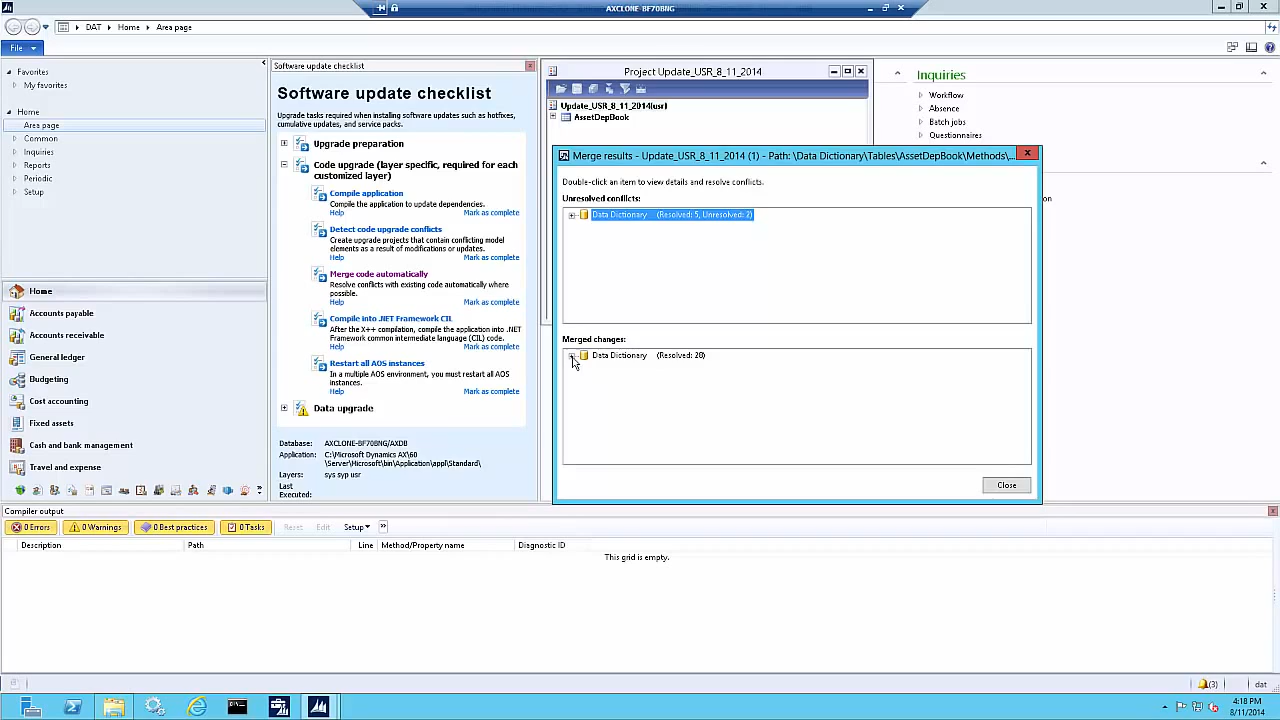 AXCLONE-BF70BNG
DAT Home Area page
File
Favorites
My favorites
Home
Area page
Common
Inquiries
Reports
Periodic
Setup
Home
Accounts payable
Accounts receivable
General ledger
Budgeting
Cost accounting
Fixed assets
Cash and bank management
Travel and expense
Software update checklist
Software update checklist
Upgrade tasks required when installing software updates such as hotfixes,
cumulative updates, and service packs.
Upgrade preparation
Code upgrade (layer specific, required for each
customized layer)
Compile application
Compile the application to update dependencies.
Help Mark as complete
Detect code upgrade conflicts
Create upgrade projects that contain conflicting model
elements as a result of modifications or updates.
Help Mark as complete
Merge code automatically
Resolve conflicts with existing code automatically where
possible.
Help Mark as complete
Compile into .NET Framework CIL
After the X++ compilation, compile the application into .NET
Framework common intermediate language (CIL) code.
Help Mark as complete
Restart all AOS instances
In a multiple AOS environment, you must restart all AOS
instances.
Help Mark as complete
Data upgrade
Database: AXCLONE-BF70BNG/AXDB
Application: C:\Microsoft Dynamics AX\60
\Server\Microsoft\bin\Application\appl\Standard\
Layers: sys syp usr
Last
Executed:
Project Update_USR_8_11_2014
Update_USR_8_11_2014(usr)
AssetDepBook
Inquiries
Workflow
Absence
Batch jobs
Questionnaires
on
Merge results - Update_USR_8_11_2014 (1) - Path: \Data Dictionary\Tables\AssetDepBook\Methods\...
Double-click an item to view details and resolve conflicts.
Unresolved conflicts:
Data Dictionary (Resolved: 5, Unresolved: 2)
Merged changes:
Data Dictionary (Resolved: 28)
Close
Compiler output
0 Errors 0 Warnings 0 Best practices 0 Tasks Reset Edit Setup
Description Path Line Method/Property name Diagnostic ID
This grid is empty.
(3) dat
4:18 PM
8/11/2014